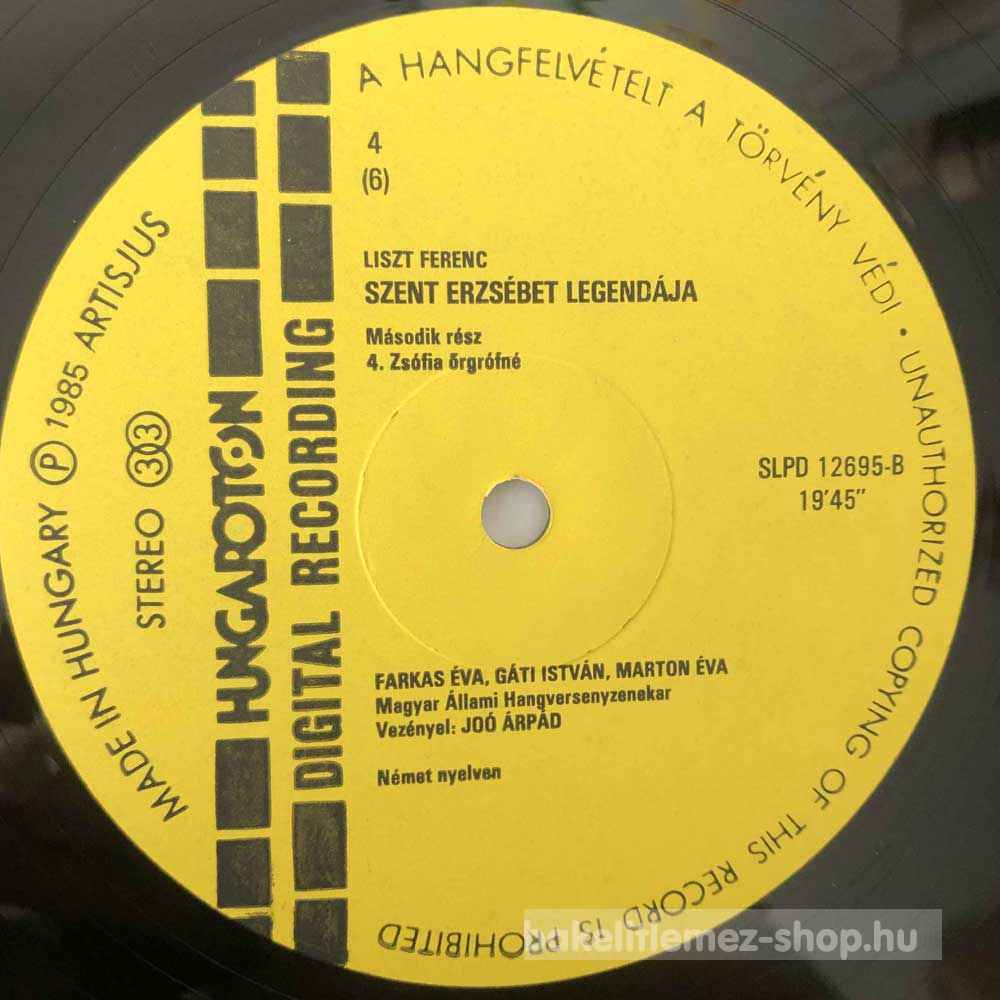 A HANGFELVÉTELT A TÖRVÉNY VÉDI • UNAUTHORIZED COPYING OF THIS RECORD IS PROHIBITED
MADE IN HUNGARY Ⓟ 1985 ARTISJUS
STEREO 33
HUNGAROTON
DIGITAL RECORDING
4
(6)
LISZT FERENC
SZENT ERZSÉBET LEGENDÁJA
Második rész
4. Zsófia őrgrófné
SLPD 12695-B
19'45"
FARKAS ÉVA, GÁTI ISTVÁN, MARTON ÉVA
Magyar Állami Hangversenyzenekar
Vezényel: JOÓ ÁRPÁD
Német nyelven
bakelitlemez-shop.hu